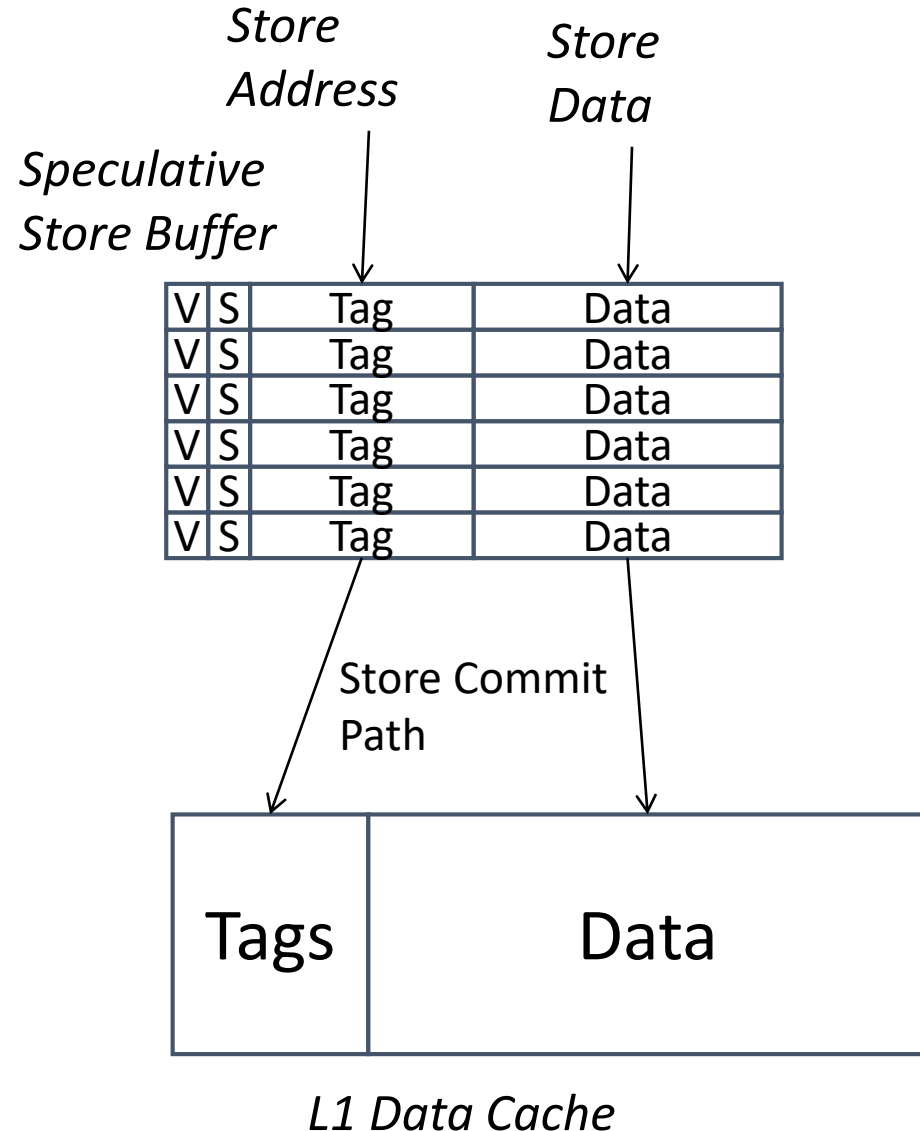 Store
Address
Store
Data
Speculative
Store Buffer
V S Tag Data
V S Tag Data
V S Tag Data
V S Tag Data
V S Tag Data
V S Tag Data
Store Commit
Path
Tags Data
L1 Data Cache